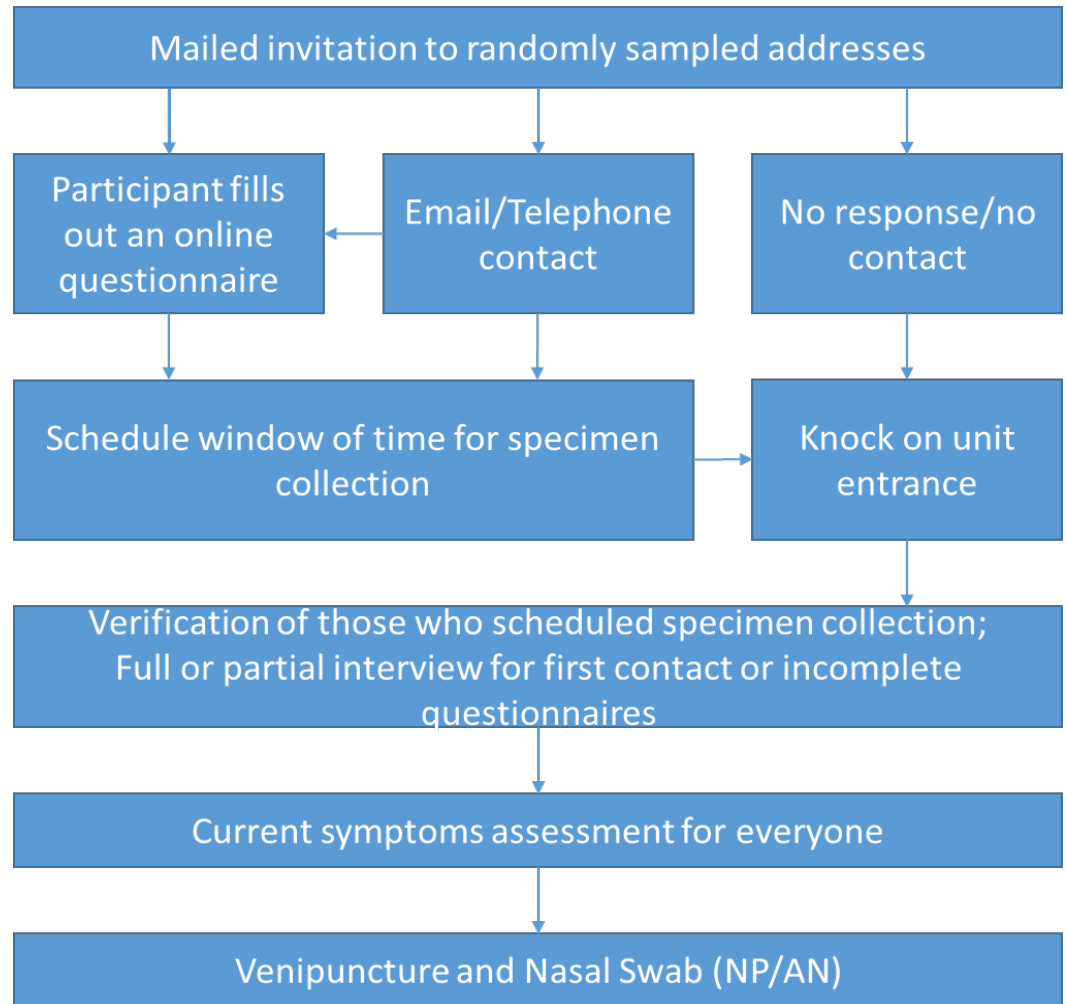 Mailed invitation to randomly sampled addresses
Participant fills
out an online
questionnaire
Email/Telephone
contact
No response/no
contact
Schedule window of time for specimen
collection
Knock on unit
entrance
Verification of those who scheduled specimen collection;
Full or partial interview for first contact or incomplete
questionnaires
Current symptoms assessment for everyone
Venipuncture and Nasal Swab (NP/AN)